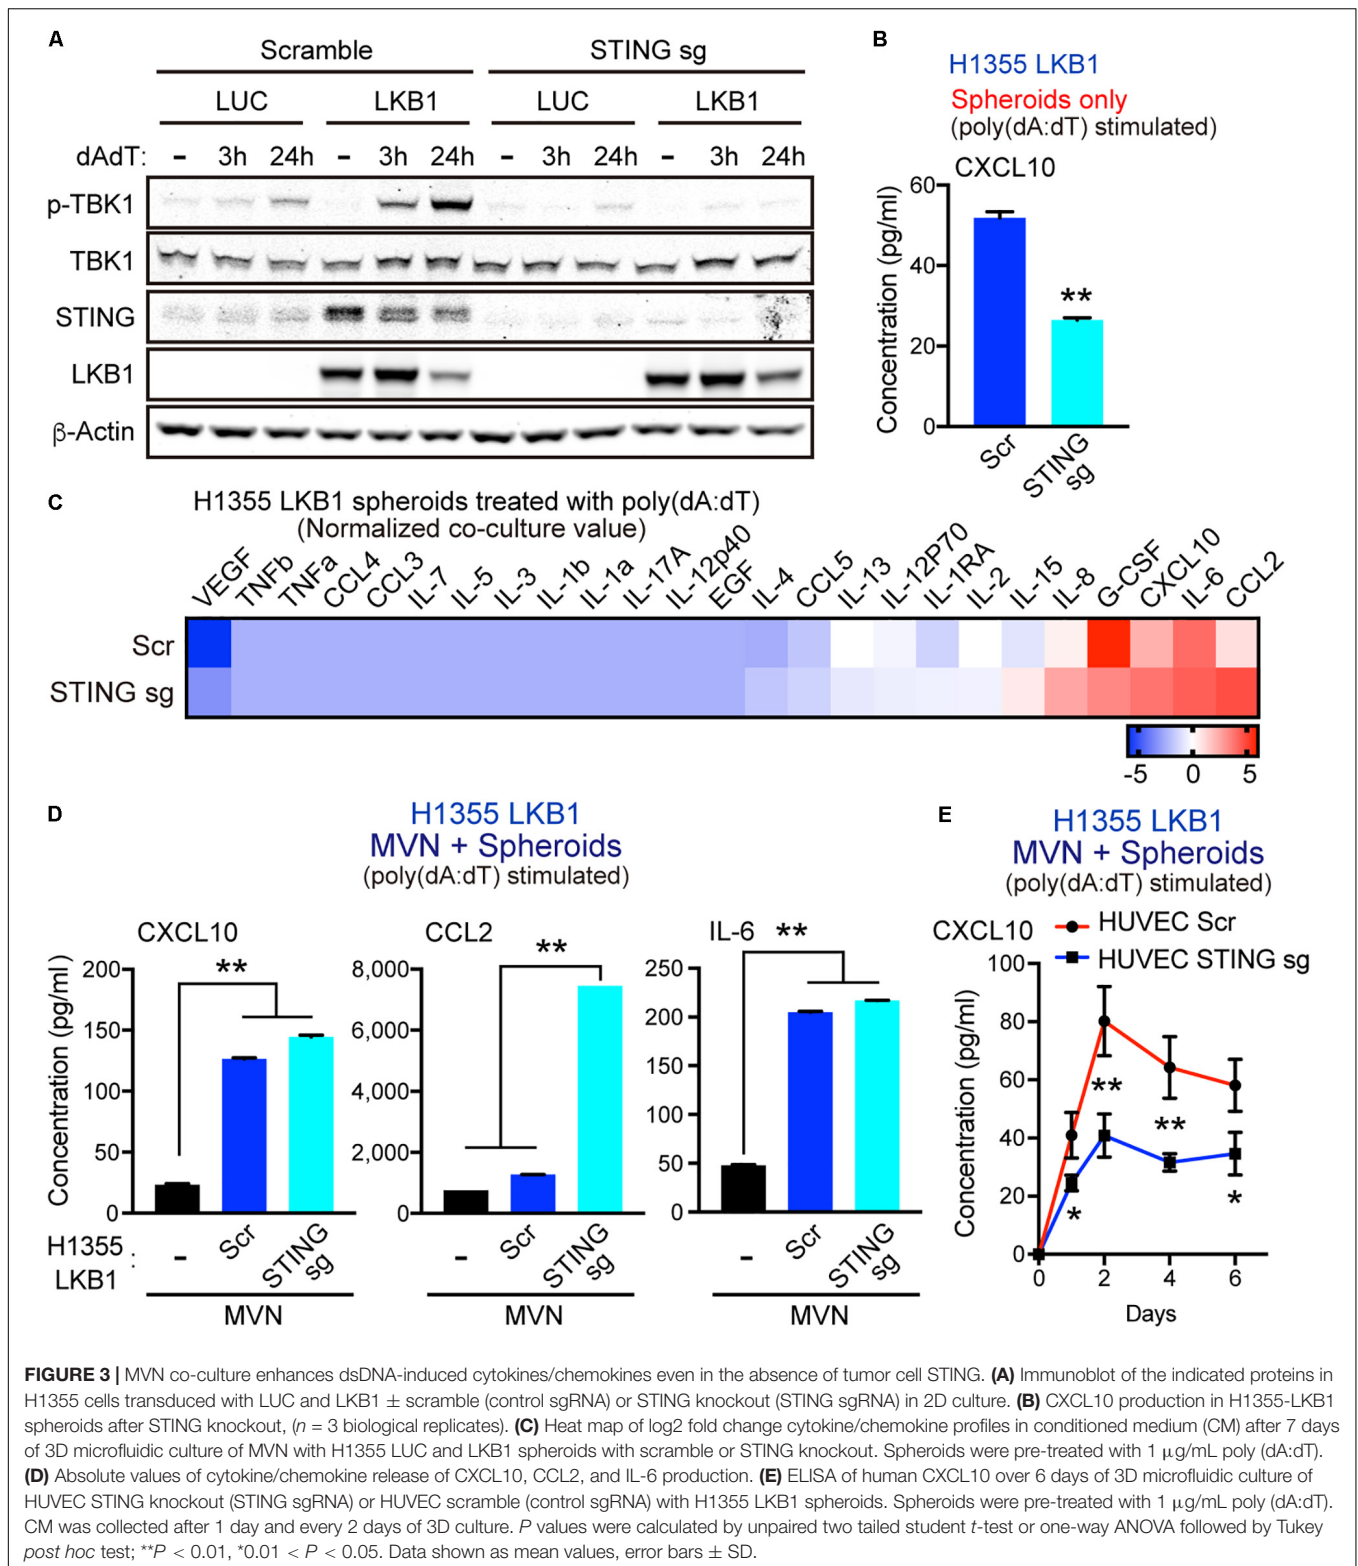 A
Scramble STING sg
LUC LKB1 LUC LKB1
dAdT: – 3h 24h – 3h 24h – 3h 24h – 3h 24h
p-TBK1
TBK1
STING
LKB1
β-Actin
B
H1355 LKB1
Spheroids only
(poly(dA:dT) stimulated)
CXCL10
Concentration (pg/ml)
60
40
20
0
Scr
STING sg
**
C
H1355 LKB1 spheroids treated with poly(dA:dT)
(Normalized co-culture value)
VEGF TNFb TNFa CCL4 CCL3 IL-7 IL-5 IL-3 IL-1b IL-1a IL-17A IL-12p40 EGF IL-4 CCL5 IL-13 IL-12P70 IL-1RA IL-2 IL-15 IL-8 G-CSF CXCL10 IL-6 CCL2
Scr
STING sg
-5 0 5
D
H1355 LKB1
MVN + Spheroids
(poly(dA:dT) stimulated)
CXCL10
**
Concentration (pg/ml)
200
150
100
50
0
H1355 LKB1 : – Scr STING sg
MVN
CCL2
**
8,000
6,000
4,000
2,000
0
– Scr STING sg
MVN
IL-6
**
250
200
150
100
50
0
– Scr STING sg
MVN
E
H1355 LKB1
MVN + Spheroids
(poly(dA:dT) stimulated)
CXCL10
HUVEC Scr
HUVEC STING sg
Concentration (pg/ml)
100
80
60
40
20
0
**
**
*
*
0 2 4 6
Days
FIGURE 3 | MVN co-culture enhances dsDNA-induced cytokines/chemokines even in the absence of tumor cell STING. (A) Immunoblot of the indicated proteins in
H1355 cells transduced with LUC and LKB1 ± scramble (control sgRNA) or STING knockout (STING sgRNA) in 2D culture. (B) CXCL10 production in H1355-LKB1
spheroids after STING knockout, (n = 3 biological replicates). (C) Heat map of log2 fold change cytokine/chemokine profiles in conditioned medium (CM) after 7 days
of 3D microfluidic culture of MVN with H1355 LUC and LKB1 spheroids with scramble or STING knockout. Spheroids were pre-treated with 1 μg/mL poly (dA:dT).
(D) Absolute values of cytokine/chemokine release of CXCL10, CCL2, and IL-6 production. (E) ELISA of human CXCL10 over 6 days of 3D microfluidic culture of
HUVEC STING knockout (STING sgRNA) or HUVEC scramble (control sgRNA) with H1355 LKB1 spheroids. Spheroids were pre-treated with 1 μg/mL poly (dA:dT).
CM was collected after 1 day and every 2 days of 3D culture. P values were calculated by unpaired two tailed student t-test or one-way ANOVA followed by Tukey
post hoc test; **P < 0.01, *0.01 < P < 0.05. Data shown as mean values, error bars ± SD.